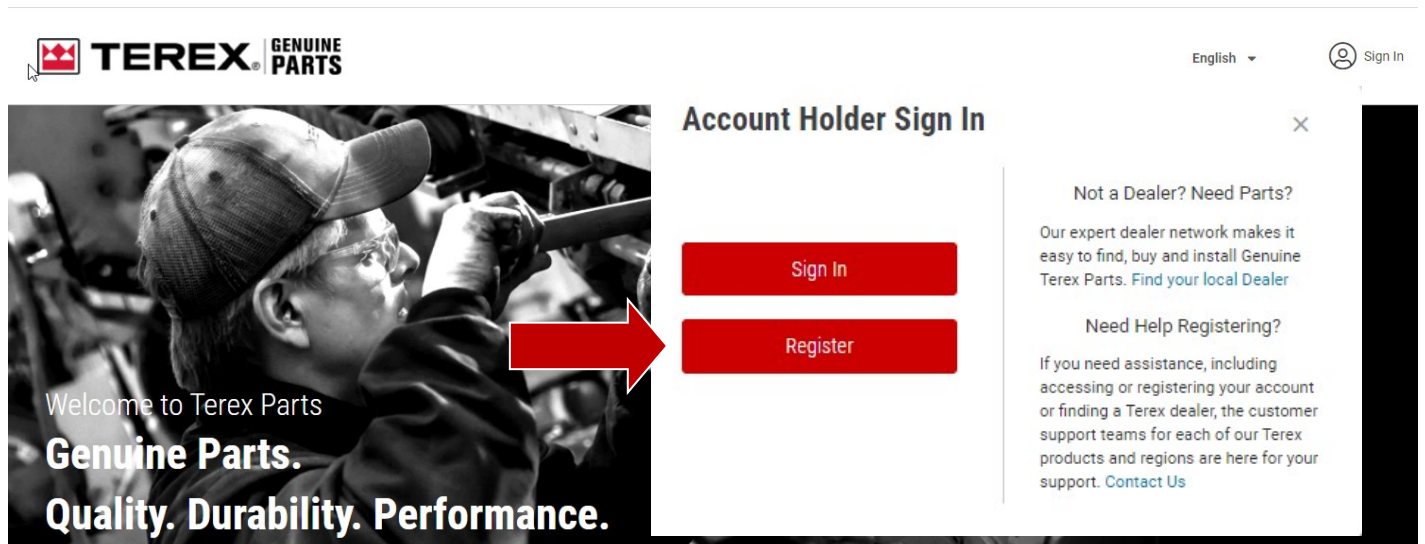 TEREX® GENUINE PARTS
English
Sign In
Account Holder Sign In
Sign In
Register
Not a Dealer? Need Parts?
Our expert dealer network makes it
easy to find, buy and install Genuine
Terex Parts. Find your local Dealer
Need Help Registering?
If you need assistance, including
accessing or registering your account
or finding a Terex dealer, the customer
support teams for each of our Terex
products and regions are here for your
support. Contact Us
Welcome to Terex Parts
Genuine Parts.
Quality. Durability. Performance.